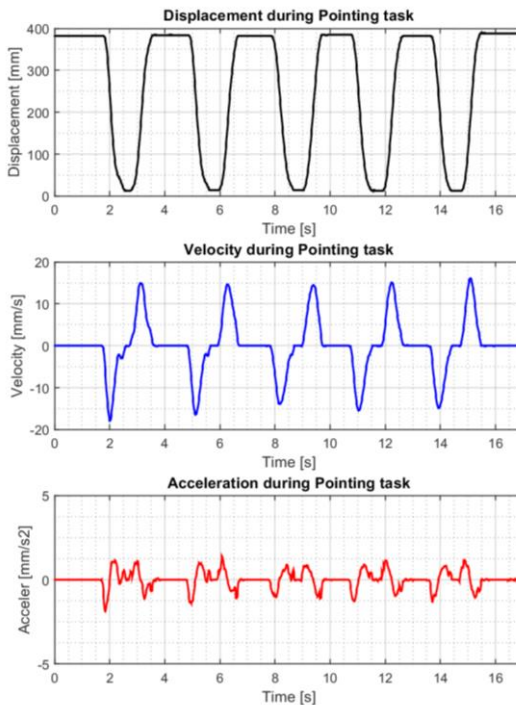 Displacement during Pointing task
400
300
200
100
0
Displacement [mm]
0 2 4 6 8 10 12 14 16
Time [s]
Velocity during Pointing task
20
10
0
-10
-20
Velocity [mm/s]
0 2 4 6 8 10 12 14 16
Time [s]
Acceleration during Pointing task
5
0
-5
Acceler [mm/s2]
0 2 4 6 8 10 12 14 16
Time [s]